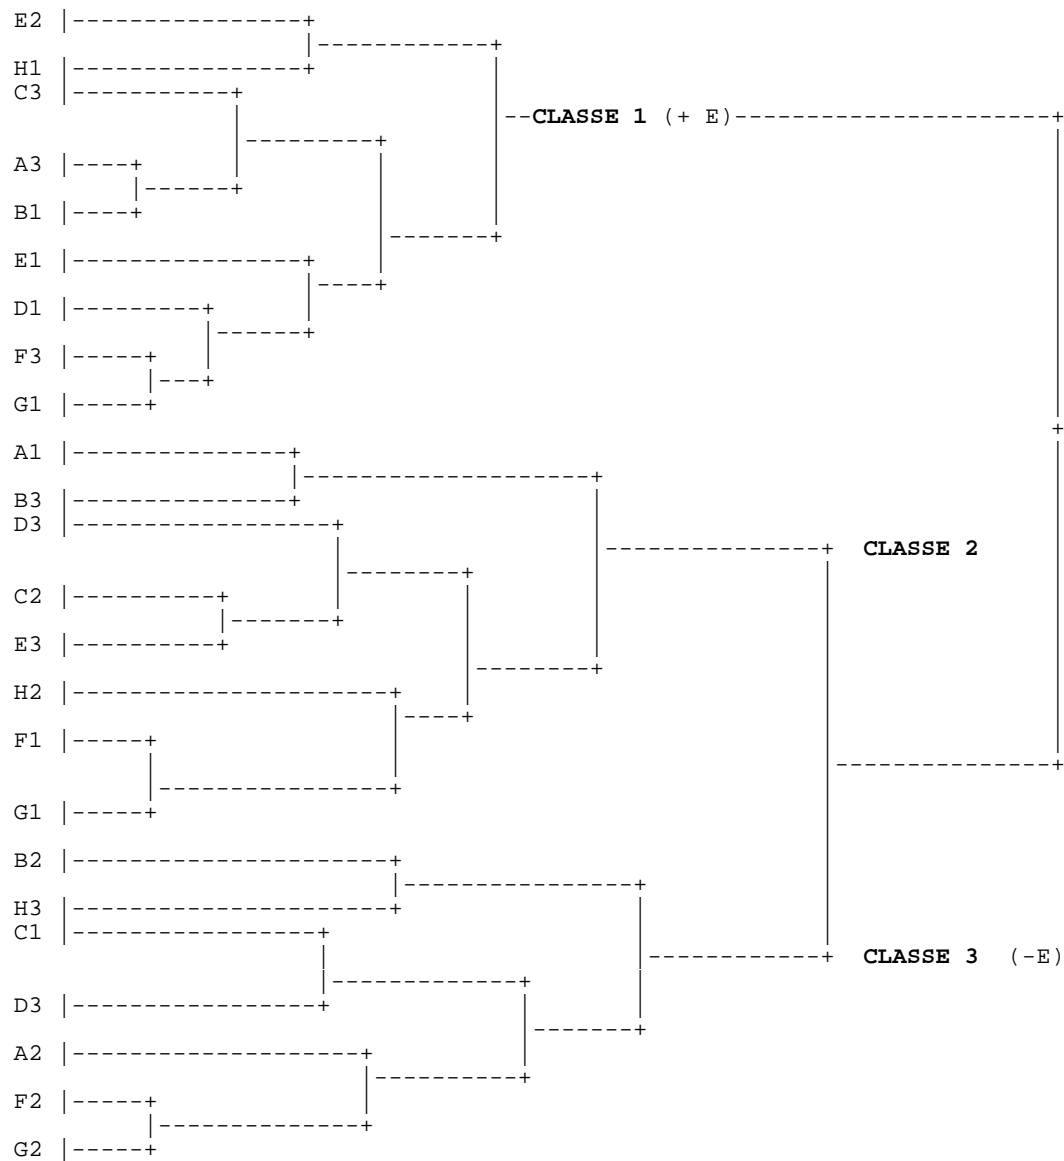 E2
H1
C3
CLASSE 1 (+ E)
A3
B1
E1
D1
F3
G1
A1
B3
D3
CLASSE 2
C2
E3
H2
F1
G1
B2
H3
C1
CLASSE 3 (-E)
D3
A2
F2
G2